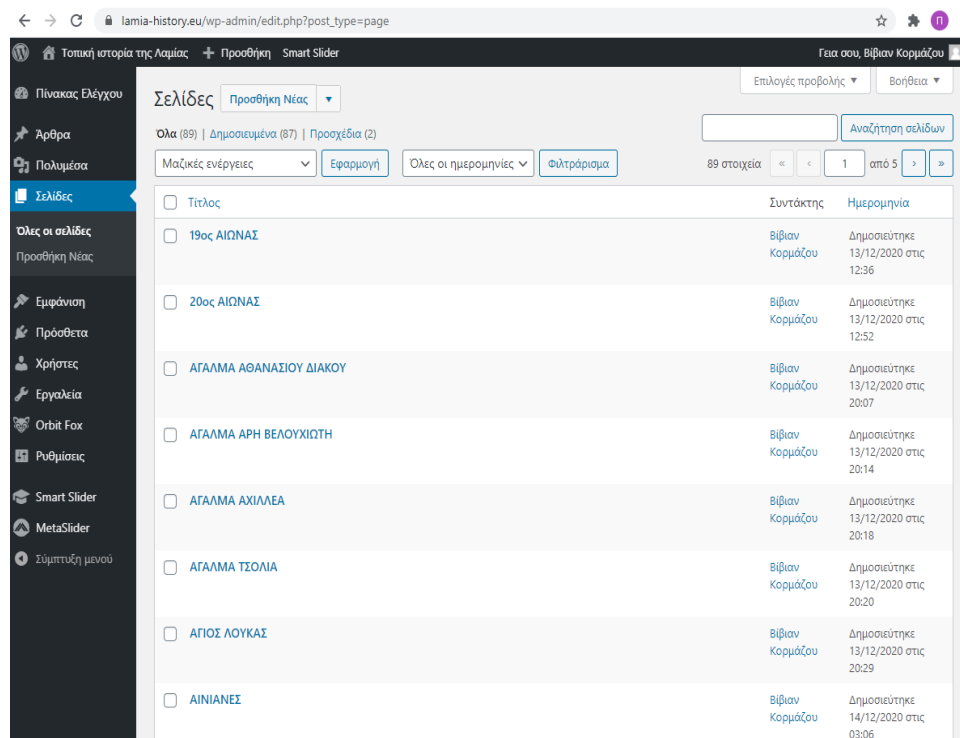 lamia-history.eu/wp-admin/edit.php?post_type=page
Π
Τοπική ιστορία της Λαμίας + Προσθήκη Smart Slider
Γεια σου, Βίβιαν Κορμάζου
Πίνακας Ελέγχου
Άρθρα
Πολυμέσα
Σελίδες
Όλες οι σελίδες
Προσθήκη Νέας
Εμφάνιση
Πρόσθετα
Χρήστες
Εργαλεία
Orbit Fox
Ρυθμίσεις
Smart Slider
MetaSlider
Σύμπτυξη μενού
Επιλογές προβολής ▼ Βοήθεια ▼
Σελίδες Προσθήκη Νέας ▼
Όλα (89) | Δημοσιευμένα (87) | Προσχέδια (2)
Αναζήτηση σελίδων
Μαζικές ενέργειες Εφαρμογή Όλες οι ημερομηνίες Φιλτράρισμα
89 στοιχεία « ‹ 1 από 5 › »
Τίτλος Συντάκτης Ημερομηνία
19ος ΑΙΩΝΑΣ Βίβιαν Δημοσιεύτηκε
Κορμάζου 13/12/2020 στις
12:36
20ος ΑΙΩΝΑΣ Βίβιαν Δημοσιεύτηκε
Κορμάζου 13/12/2020 στις
12:52
ΑΓΑΛΜΑ ΑΘΑΝΑΣΙΟΥ ΔΙΑΚΟΥ Βίβιαν Δημοσιεύτηκε
Κορμάζου 13/12/2020 στις
20:07
ΑΓΑΛΜΑ ΑΡΗ ΒΕΛΟΥΧΙΩΤΗ Βίβιαν Δημοσιεύτηκε
Κορμάζου 13/12/2020 στις
20:14
ΑΓΑΛΜΑ ΑΧΙΛΛΕΑ Βίβιαν Δημοσιεύτηκε
Κορμάζου 13/12/2020 στις
20:18
ΑΓΑΛΜΑ ΤΣΟΛΙΑ Βίβιαν Δημοσιεύτηκε
Κορμάζου 13/12/2020 στις
20:20
ΑΓΙΟΣ ΛΟΥΚΑΣ Βίβιαν Δημοσιεύτηκε
Κορμάζου 13/12/2020 στις
20:29
ΑΙΝΙΑΝΕΣ Βίβιαν Δημοσιεύτηκε
Κορμάζου 14/12/2020 στις
03:06